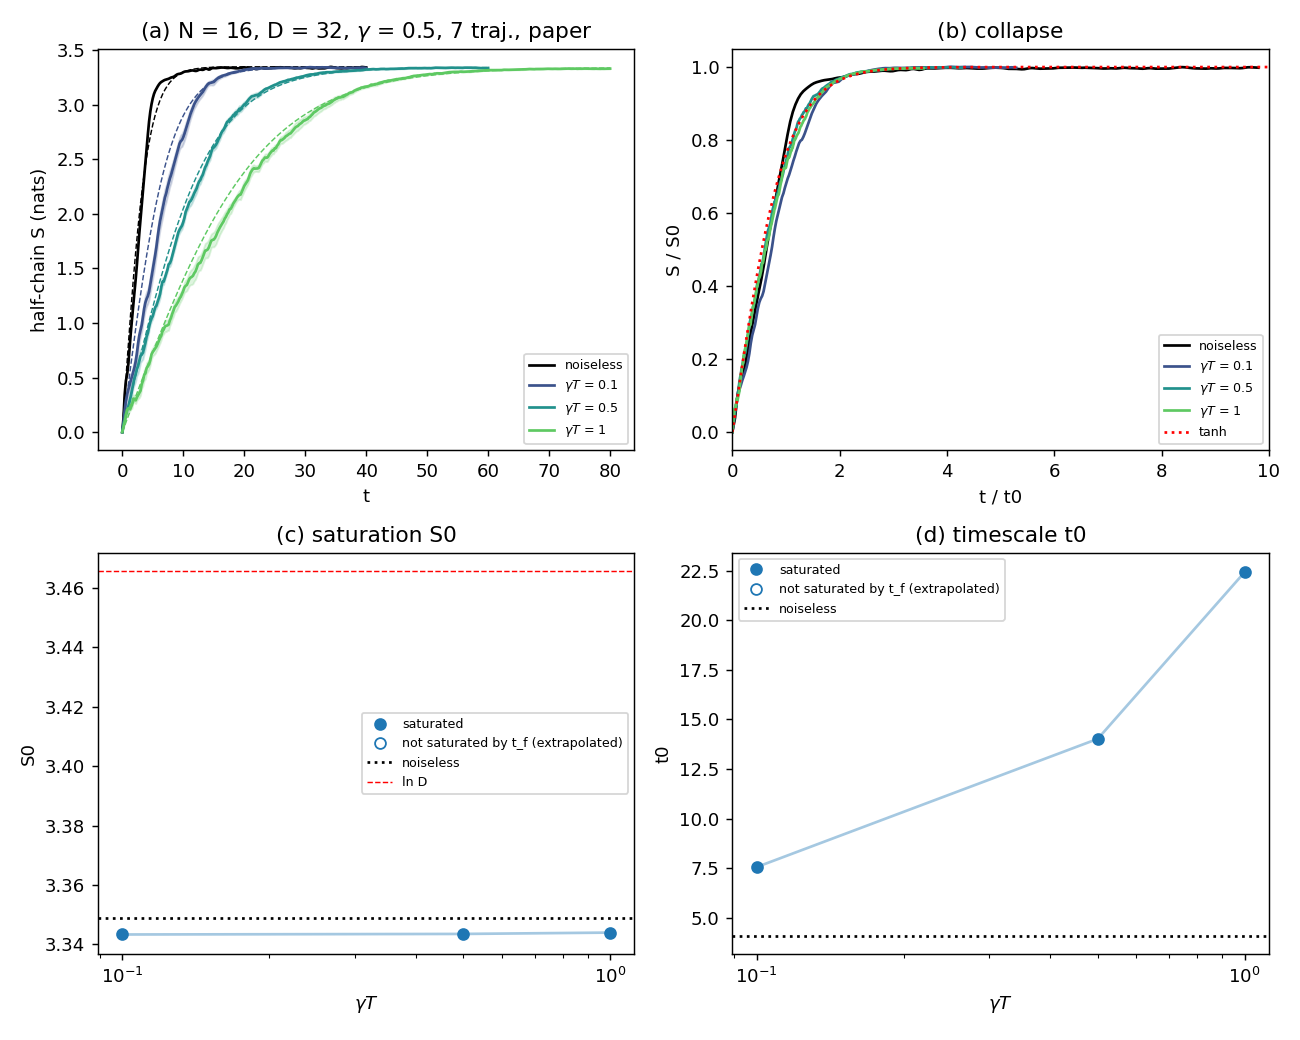 (a) N = 16, D = 32, γ = 0.5, 7 traj., paper
half-chain S (nats)
3.5
3.0
2.5
2.0
1.5
1.0
0.5
0.0
noiseless
γT = 0.1
γT = 0.5
γT = 1
0 10 20 30 40 50 60 70 80
t
(b) collapse
S / S0
1.0
0.8
0.6
0.4
0.2
0.0
noiseless
γT = 0.1
γT = 0.5
γT = 1
tanh
0 2 4 6 8 10
t / t0
(c) saturation S0
S0
3.46
3.44
3.42
3.40
3.38
3.36
3.34
saturated
not saturated by t_f (extrapolated)
noiseless
ln D
10⁻¹ 10⁰
γT
(d) timescale t0
t0
22.5
20.0
17.5
15.0
12.5
10.0
7.5
5.0
saturated
not saturated by t_f (extrapolated)
noiseless
10⁻¹ 10⁰
γT